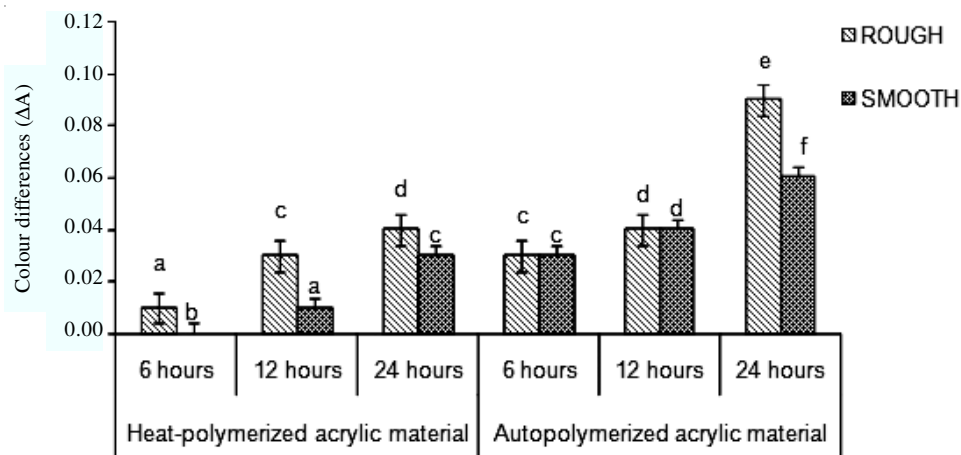 Colour differences (ΔA)
0.12
0.10
0.08
0.06
0.04
0.02
0.00
a
b
c
a
d
c
c
c
d
d
e
f
ROUGH
SMOOTH
6 hours 12 hours 24 hours 6 hours 12 hours 24 hours
Heat-polymerized acrylic material Autopolymerized acrylic material